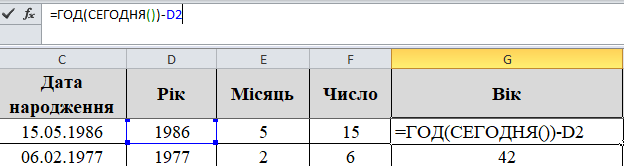 =ГОД(СЕГОДНЯ())-D2
C D E F G
Дата народження Рік Місяць Число Вік
15.05.1986 1986 5 15 =ГОД(СЕГОДНЯ())-D2
06.02.1977 1977 2 6 42